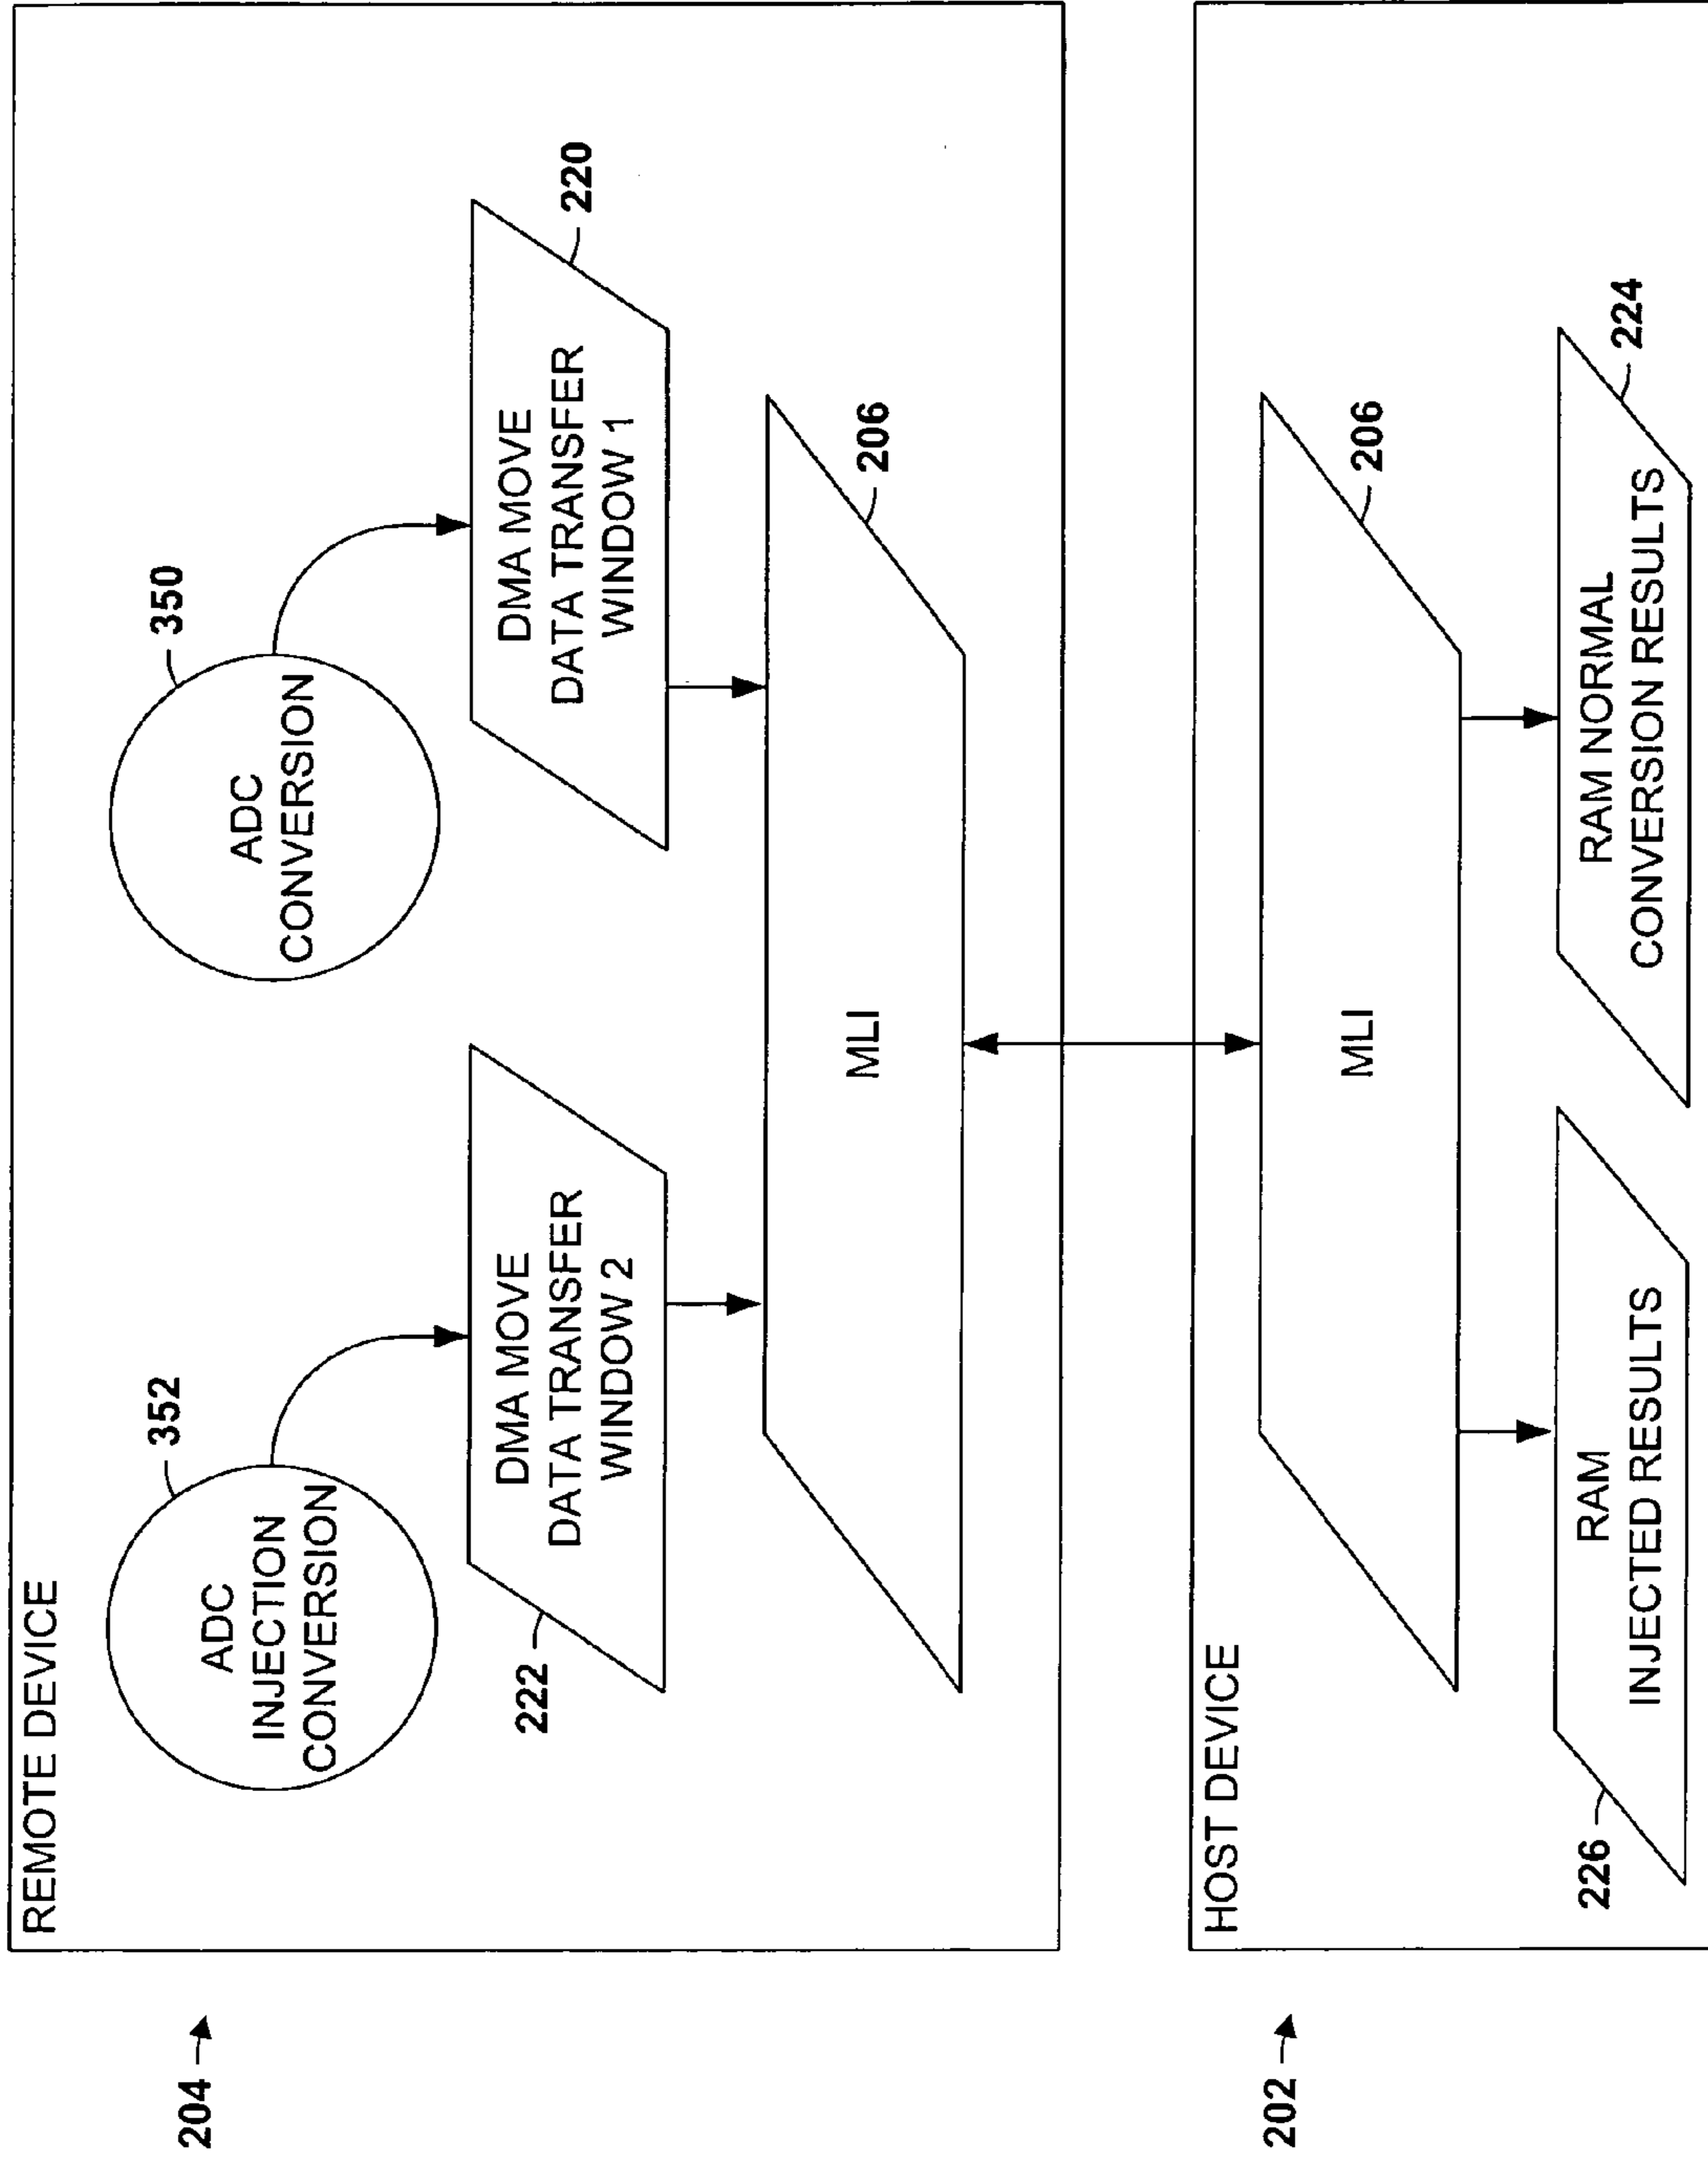 204
REMOTE DEVICE
352
ADC
INJECTION
CONVERSION
350
ADC
CONVERSION
222
DMA MOVE
DATA TRANSFER
WINDOW 2
DMA MOVE
DATA TRANSFER
WINDOW 1
220
MLI
206
202
HOST DEVICE
MLI
206
226
RAM
INJECTED RESULTS
RAM NORMAL
CONVERSION RESULTS
224